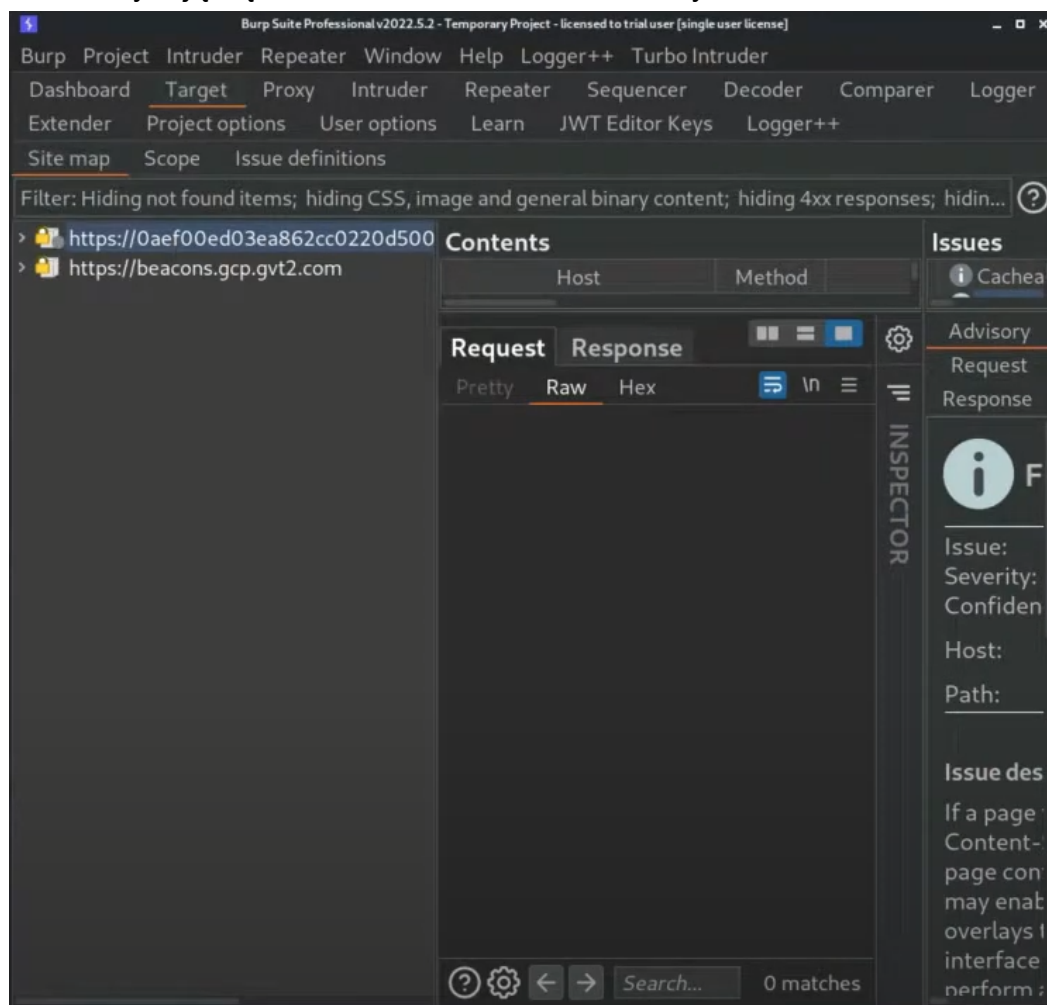 Burp Suite Professional v2022.5.2 - Temporary Project - licensed to trial user [single user license]
Burp Project Intruder Repeater Window Help Logger++ Turbo Intruder
Dashboard Target Proxy Intruder Repeater Sequencer Decoder Comparer Logger
Extender Project options User options Learn JWT Editor Keys Logger++
Site map Scope Issue definitions
Filter: Hiding not found items; hiding CSS, image and general binary content; hiding 4xx responses; hidin...
https://0aef00ed03ea862cc0220d500
https://beacons.gcp.gvt2.com
Contents
Host Method
Request Response
Pretty Raw Hex \n
INSPECTOR
Search... 0 matches
Issues
Cachea
Advisory
Request
Response
F
Issue:
Severity:
Confiden
Host:
Path:
Issue des
If a page
Content-
page con
may enab
overlays
interface
perform